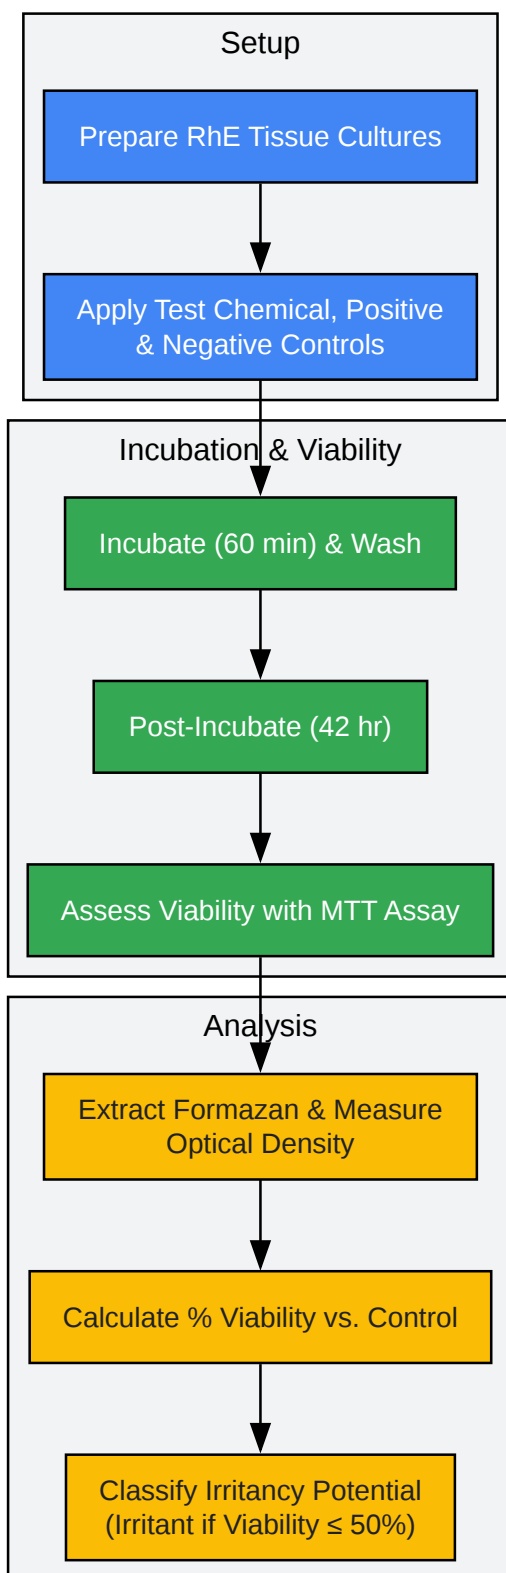 Setup
Prepare RhE Tissue Cultures
Apply Test Chemical, Positive
& Negative Controls
Incubation & Viability
Incubate (60 min) & Wash
Post-Incubate (42 hr)
Assess Viability with MTT Assay
Analysis
Extract Formazan & Measure
Optical Density
Calculate % Viability vs. Control
Classify Irritancy Potential
(Irritant if Viability ≤ 50%)